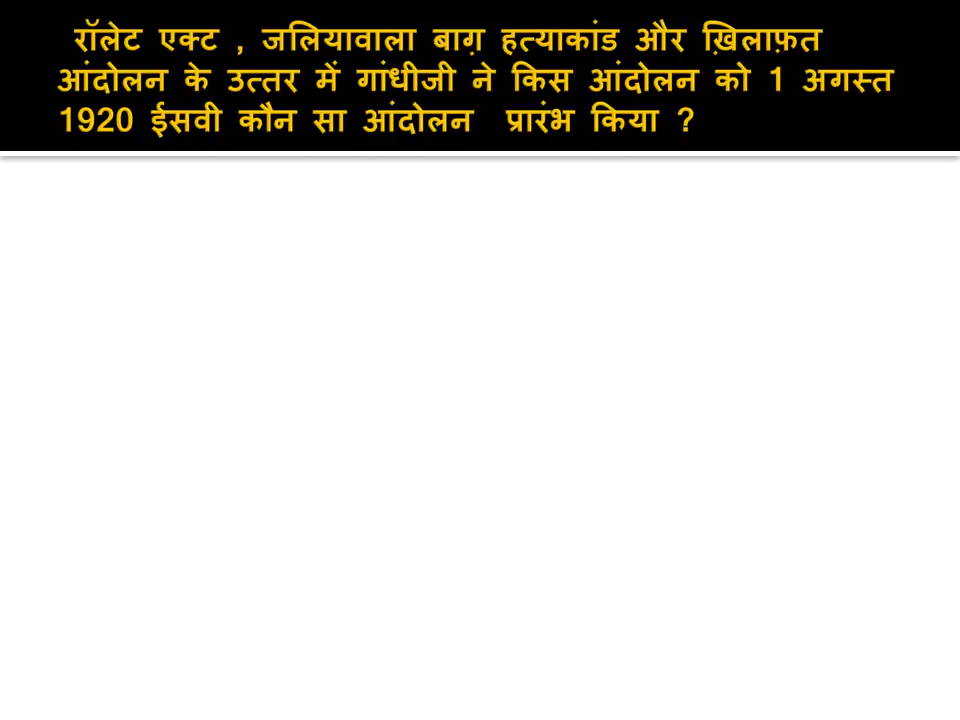 रॉलेट एक्ट , जलियावाला बाग़ हत्याकांड और ख़िलाफ़त
आंदोलन के उत्तर में गांधीजी ने किस आंदोलन को 1 अगस्त
1920 ईसवी कौन सा आंदोलन प्रारंभ किया ?